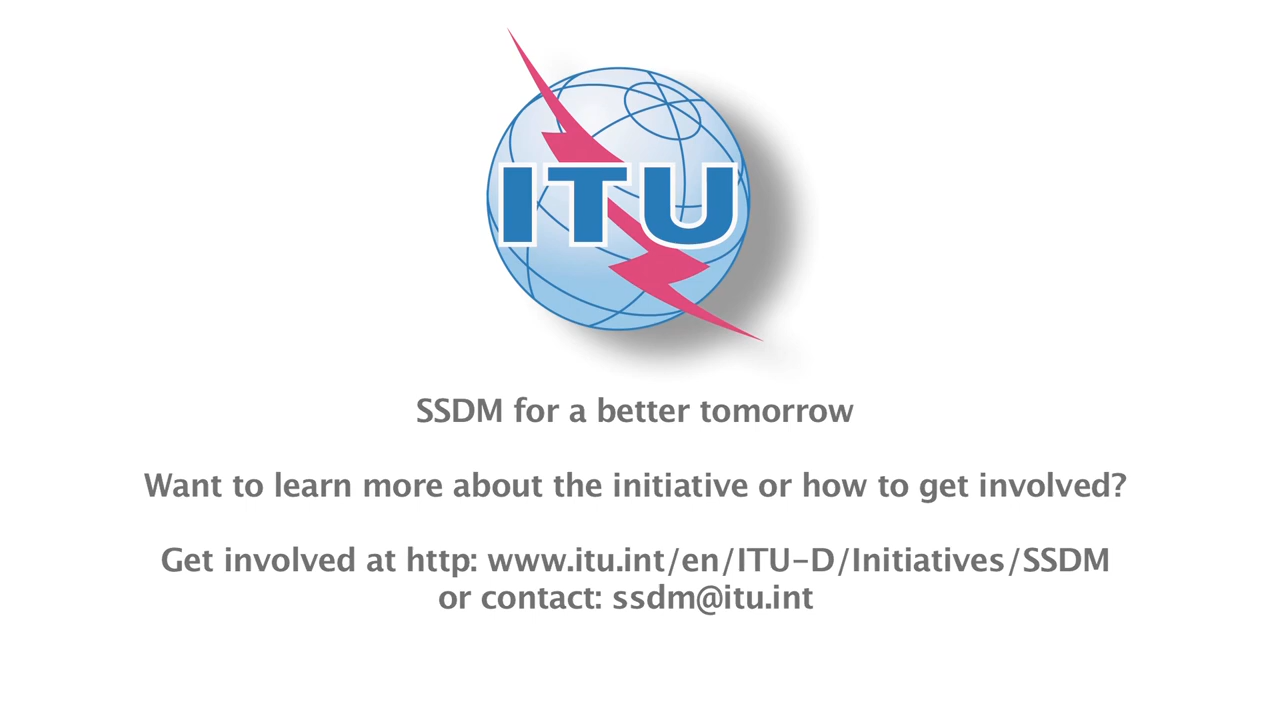 ITU
SSDM for a better tomorrow
Want to learn more about the initiative or how to get involved?
Get involved at http: www.itu.int/en/ITU-D/Initiatives/SSDM
or contact: ssdm@itu.int